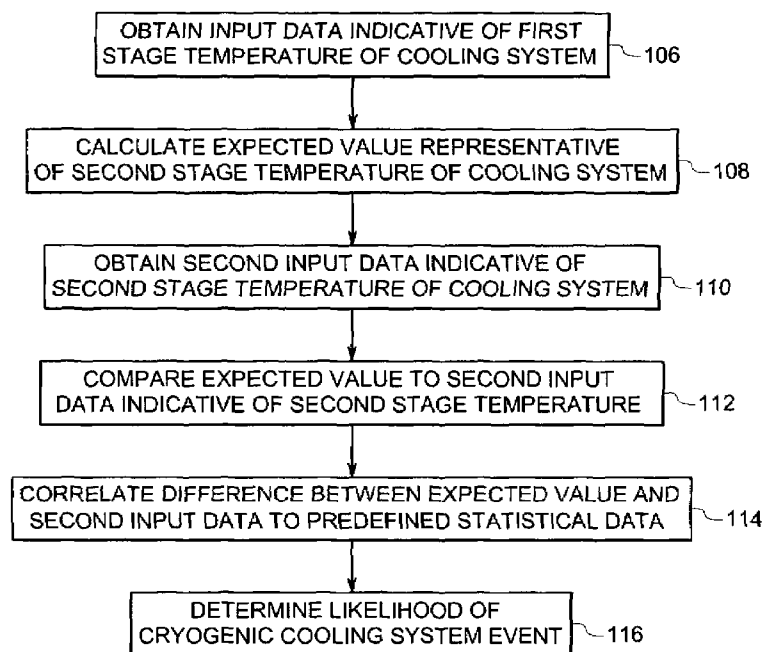 OBTAIN INPUT DATA INDICATIVE OF FIRST
STAGE TEMPERATURE OF COOLING SYSTEM
106
CALCULATE EXPECTED VALUE REPRESENTATIVE
OF SECOND STAGE TEMPERATURE OF COOLING SYSTEM
108
OBTAIN SECOND INPUT DATA INDICATIVE OF
SECOND STAGE TEMPERATURE OF COOLING SYSTEM
110
COMPARE EXPECTED VALUE TO SECOND INPUT
DATA INDICATIVE OF SECOND STAGE TEMPERATURE
112
CORRELATE DIFFERENCE BETWEEN EXPECTED VALUE AND
SECOND INPUT DATA TO PREDEFINED STATISTICAL DATA
114
DETERMINE LIKELIHOOD OF
CRYOGENIC COOLING SYSTEM EVENT
116